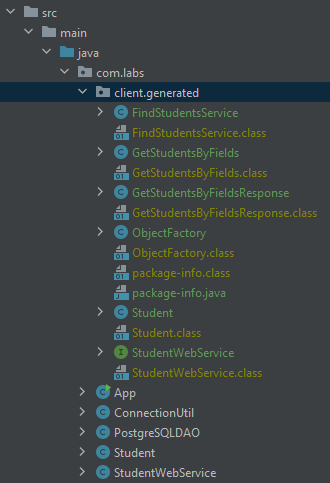 src
main
java
com.labs
client.generated
FindStudentsService
FindStudentsService.class
GetStudentsByFields
GetStudentsByFields.class
GetStudentsByFieldsResponse
GetStudentsByFieldsResponse.class
ObjectFactory
ObjectFactory.class
package-info.class
package-info.java
Student
Student.class
StudentWebService
StudentWebService.class
App
ConnectionUtil
PostgreSQLDAO
Student
StudentWebService